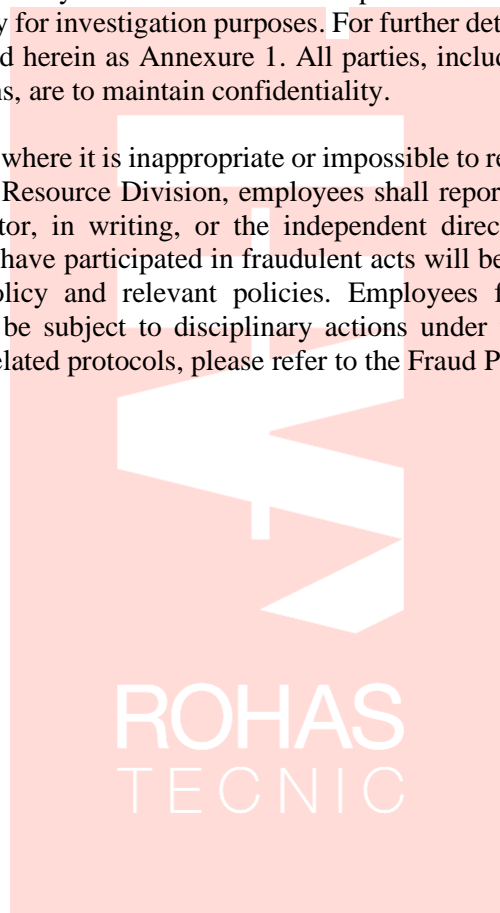 y for investigation purposes. For further det
d herein as Annexure 1. All parties, includ
ns, are to maintain confidentiality.
where it is inappropriate or impossible to re
Resource Division, employees shall repor
tor, in writing, or the independent direc
have participated in fraudulent acts will be
olicy and relevant policies. Employees f
be subject to disciplinary actions under
elated protocols, please refer to the Fraud P
ROHAS
TECNIC